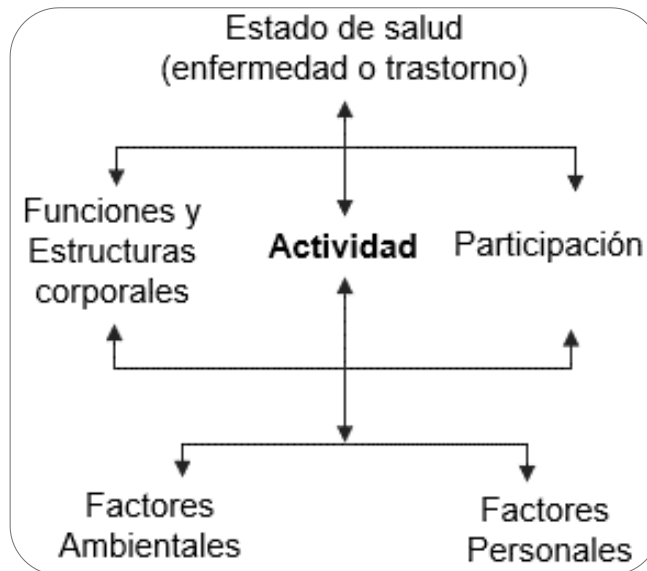 Estado de salud
(enfermedad o trastorno)
Funciones y
Estructuras
corporales
Actividad
Participación
Factores
Ambientales
Factores
Personales